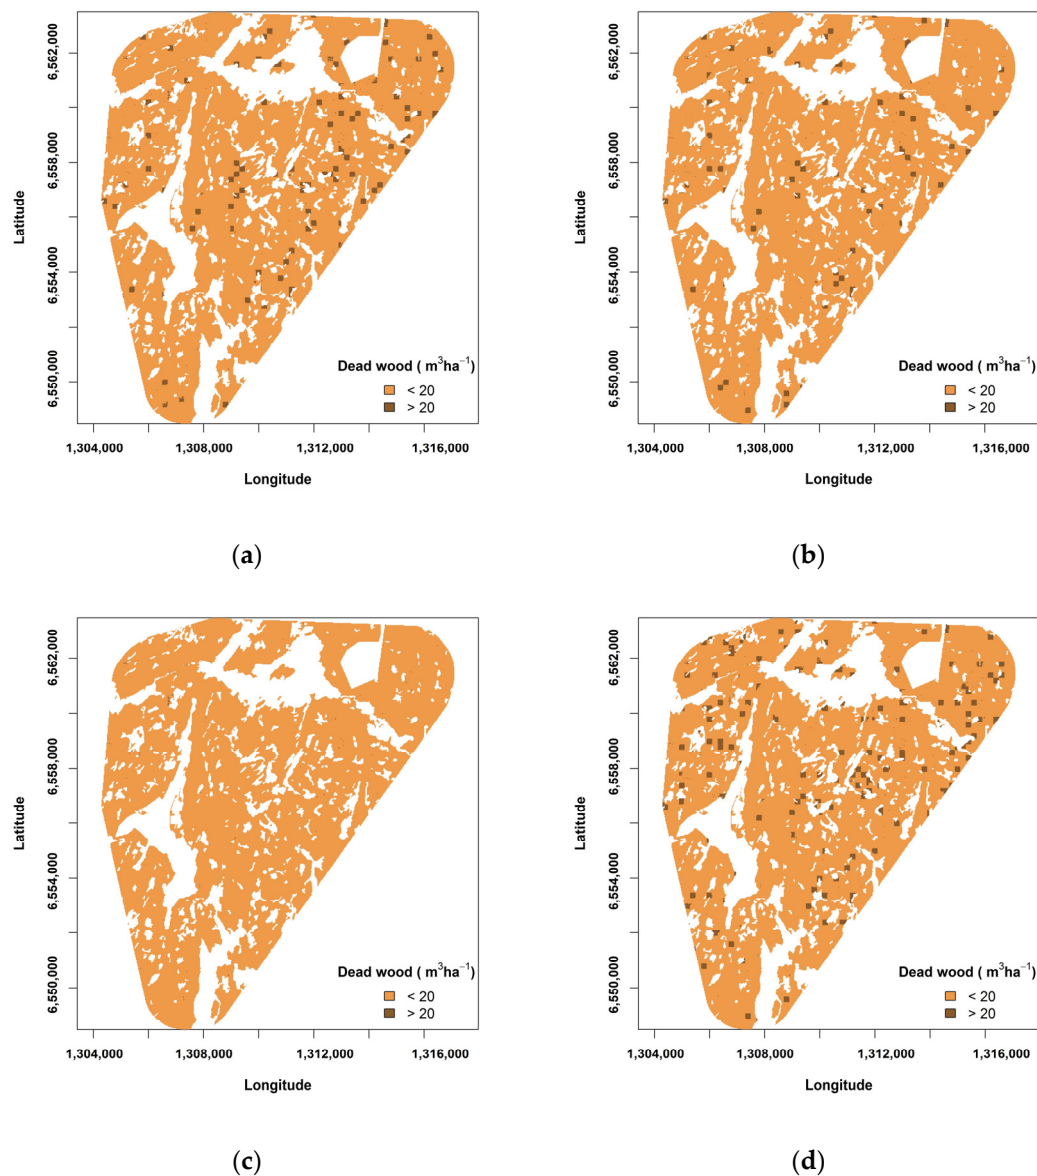 6,562,000
6,558,000
6,554,000
6,550,000
Latitude
Dead wood ( m³ha⁻¹)
< 20
> 20
1,304,000 1,308,000 1,312,000 1,316,000
Longitude
(a)
6,562,000
6,558,000
6,554,000
6,550,000
Latitude
Dead wood ( m³ha⁻¹)
< 20
> 20
1,304,000 1,308,000 1,312,000 1,316,000
Longitude
(b)
6,562,000
6,558,000
6,554,000
6,550,000
Latitude
Dead wood ( m³ha⁻¹)
< 20
> 20
1,304,000 1,308,000 1,312,000 1,316,000
Longitude
(c)
6,562,000
6,558,000
6,554,000
6,550,000
Latitude
Dead wood ( m³ha⁻¹)
< 20
> 20
1,304,000 1,308,000 1,312,000 1,316,000
Longitude
(d)